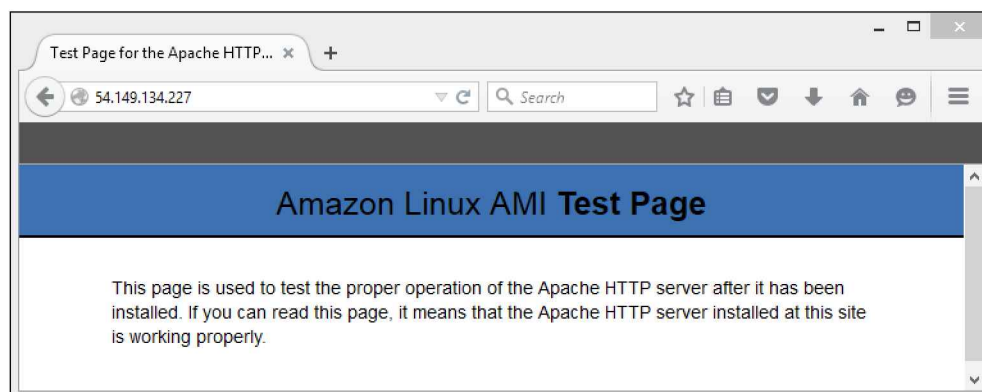 Test Page for the Apache HTTP...
54.149.134.227
Search
Amazon Linux AMI Test Page
This page is used to test the proper operation of the Apache HTTP server after it has been
installed. If you can read this page, it means that the Apache HTTP server installed at this site
is working properly.